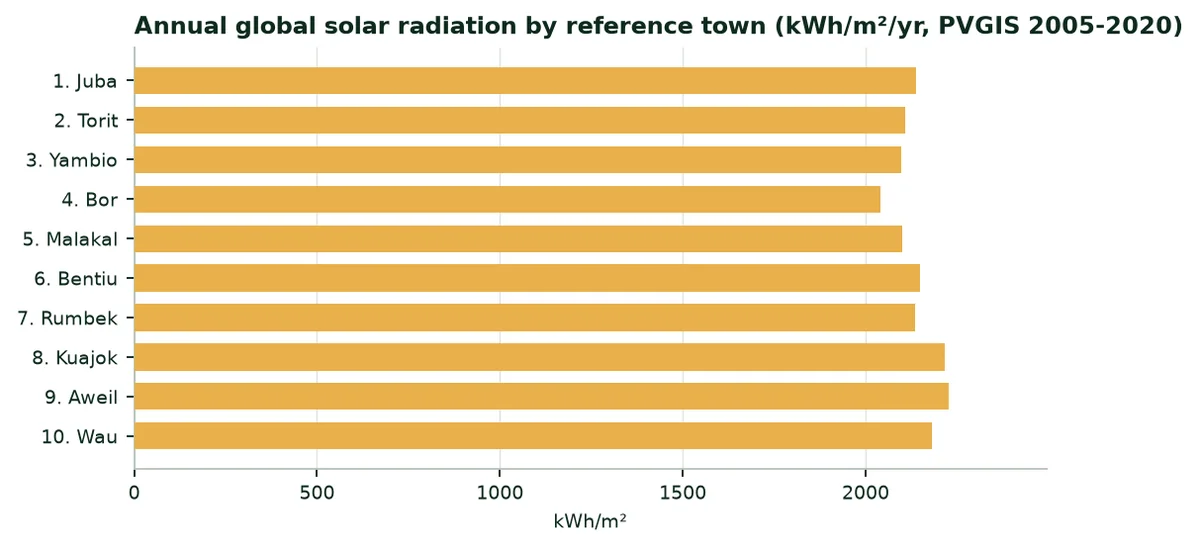 Annual global solar radiation by reference town (kWh/m²/yr, PVGIS 2005-2020)
1. Juba
2. Torit
3. Yambio
4. Bor
5. Malakal
6. Bentiu
7. Rumbek
8. Kuajok
9. Aweil
10. Wau
0 500 1000 1500 2000
kWh/m²